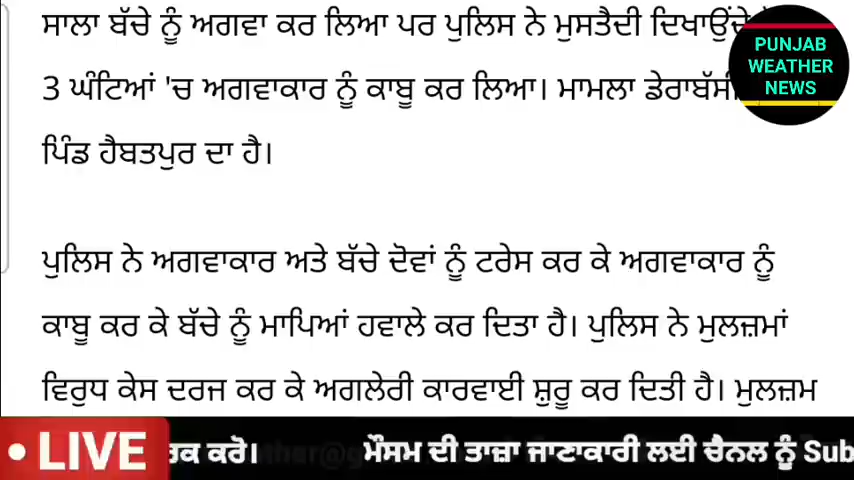 ਸਾਲਾ ਬੱਚੇ ਨੂੰ ਅਗਵਾ ਕਰ ਲਿਆ ਪਰ ਪੁਲਿਸ ਨੇ ਮੁਸਤੈਦੀ ਦਿਖਾਉਂਦੇ
3 ਘੰਟਿਆਂ 'ਚ ਅਗਵਾਕਾਰ ਨੂੰ ਕਾਬੂ ਕਰ ਲਿਆ। ਮਾਮਲਾ
ਪਿੰਡ ਹੈਬਤਪੁਰ ਦਾ ਹੈ।
PUNJAB
WEATHER
NEWS
ਪੁਲਿਸ ਨੇ ਅਗਵਾਕਾਰ ਅਤੇ ਬੱਚੇ ਦੋਵਾਂ ਨੂੰ ਟਰੇਸ ਕਰ ਕੇ ਅਗਵਾਕਾਰ ਨੂੰ
ਕਾਬੂ ਕਰ ਕੇ ਬੱਚੇ ਨੂੰ ਮਾਪਿਆਂ ਹਵਾਲੇ ਕਰ ਦਿਤਾ ਹੈ। ਪੁਲਿਸ ਨੇ ਮੁਲਜ਼ਮਾਂ
ਵਿਰੁਧ ਕੇਸ ਦਰਜ ਕਰ ਕੇ ਅਗਲੇਰੀ ਕਾਰਵਾਈ ਸ਼ੁਰੂ ਕਰ ਦਿਤੀ ਹੈ। ਮੁਲਜ਼ਮ
• LIVE ਕਰੋ। ਮੌਸਮ ਦੀ ਤਾਜ਼ਾ ਜਾਣਕਾਰੀ ਲਈ ਚੈਨਲ ਨੂੰ Sub